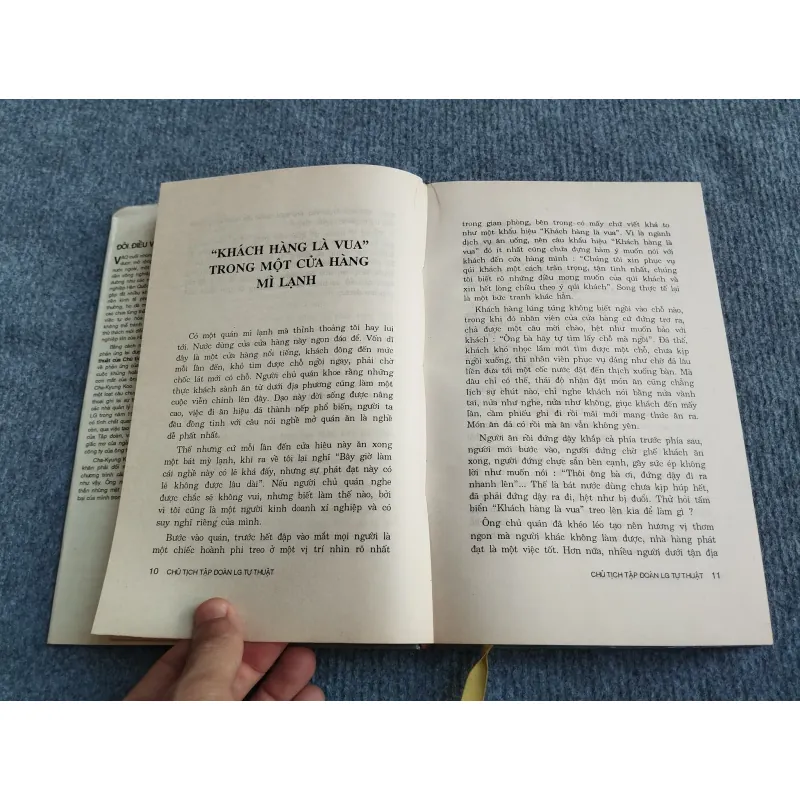 ĐÔI ĐIỀU V
"KHÁCH HÀNG LÀ VUA"
TRONG MỘT CỬA HÀNG
MÌ LẠNH
Có một quán mì lạnh mà thỉnh thoảng tôi hay lui
tới. Nước dùng của cửa hàng này ngon đáo để. Vốn dĩ
đây là một cửa hàng nổi tiếng, khách động đến mức
mỗi lần đến, khó tìm được chỗ ngồi ngay, phải chờ
chốc lát mới có chỗ. Người chủ quán khoe rằng những
thực khách sành ăn từ dưới địa phương cũng làm một
cuộc viễn chinh lên đây. Dạo này đời sống được nâng
cao, việc đi ăn hiệu đã thành nếp phổ biến, người ta
đều đồng tình với câu nói nghề mở quán ăn là nghề
dễ phất nhất.
Thế nhưng cứ mỗi lần đến cửa hiệu này ăn xong
một bát mỳ lạnh, khi ra về tôi lại nghĩ "Bây giờ làm
cái nghề này có lẽ khá đấy, nhưng sự phát đạt này có
lẽ không được lâu dài". Nếu người chủ quán nghe
được chắc sẽ không vui, nhưng biết làm thế nào, bởi
vì tôi cũng là một người kinh doanh xí nghiệp và có
suy nghĩ riêng của mình.
Bước vào quán, trước hết đập vào mắt mọi người là
một chiếc hoành phi treo ở một vị trí nhìn rõ nhất
10 CHỦ TỊCH TẬP ĐOÀN LG TỰ THUẬT
trong gian phòng, bên trong có mấy chữ viết khá to
như một khẩu hiệu "Khách hàng là vua". Vì là ngành
dịch vụ ăn uống, nên câu khẩu hiệu "Khách hàng là
vua" đó ít nhất cũng chứa đựng hàm ý muốn nói với
khách đến cửa hàng mình : "Chúng tôi xin phục vụ
quí khách một cách trân trọng, tận tình nhất, chúng
tôi biết rõ những điều mong muốn của quí khách và
xin hết lòng chiều theo ý quí khách". Song thực tế lại
là một bức tranh khác hẳn.
Khách hàng lúng túng không biết ngồi vào chỗ nào,
trong khi đó nhân viên của cửa hàng cứ đứng trơ ra,
chả được một câu mời chào, hệt như muốn bảo với
khách : "Ông bà hãy tự tìm lấy chỗ mà ngồi". Đã thế,
khách khó nhọc lắm mới tìm được một chỗ, chưa kịp
ngồi xuống, thì nhân viên phục vụ dáng như chờ đã lâu
liền đưa tới một cốc nước đặt đến thịch xuống bàn. Mà
dâu chỉ có thế, thái độ nhận đặt món ăn cũng chẳng
lịch sự chút nào, chỉ nghe khách nói bằng nửa vành
tai, nửa như nghe, nửa như không, giục khách đến mấy
lần, cầm phiếu ghi đi rồi mãi mới mang thức ăn ra.
Món ăn đã có rồi mà ăn vẫn không yên.
Người ăn rồi đứng dậy khắp cả phía trước phía sau,
người mới bước vào, người đứng chờ ghế khách ăn
xong, người đứng chực sẵn bên cạnh, gây sức ép không
lời như muốn nói : "Thôi ông bà ơi, đứng dậy đi ra
nhanh lên"... Thế là bát nước dùng chưa kịp húp hết,
đã phải đứng dậy ra đi, hệt như bị đuổi. Thử hỏi tấm
biển "Khách hàng là vua" treo lên kia để làm gì ?
Ông chủ quán đã khéo léo tạo nên hương vị thơm
ngon mà người khác không làm được, nhà hàng phát
đạt là một việc tốt. Hơn nữa, nhiều người dưới tận địa
CHỦ TỊCH TẬP ĐOÀN LG TỰ THUẬT 11